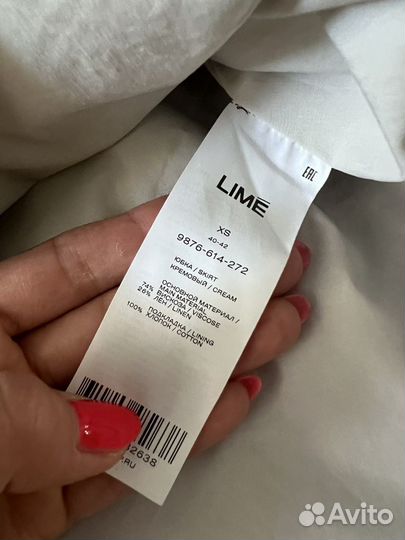 EAC
LIMÉ
XS
40-42
9876-614-272
ЮБКА / SKIRT
КРЕМОВЫЙ / CREAM
ОСНОВНОЙ МАТЕРИАЛ /
MAIN MATERIAL
74% ВИСКОЗА / VISCOSE
26% ЛЕН / LINEN
ПОДКЛАДКА / LINING
100% ХЛОПОК / COTTON
2638
.RU
Avito